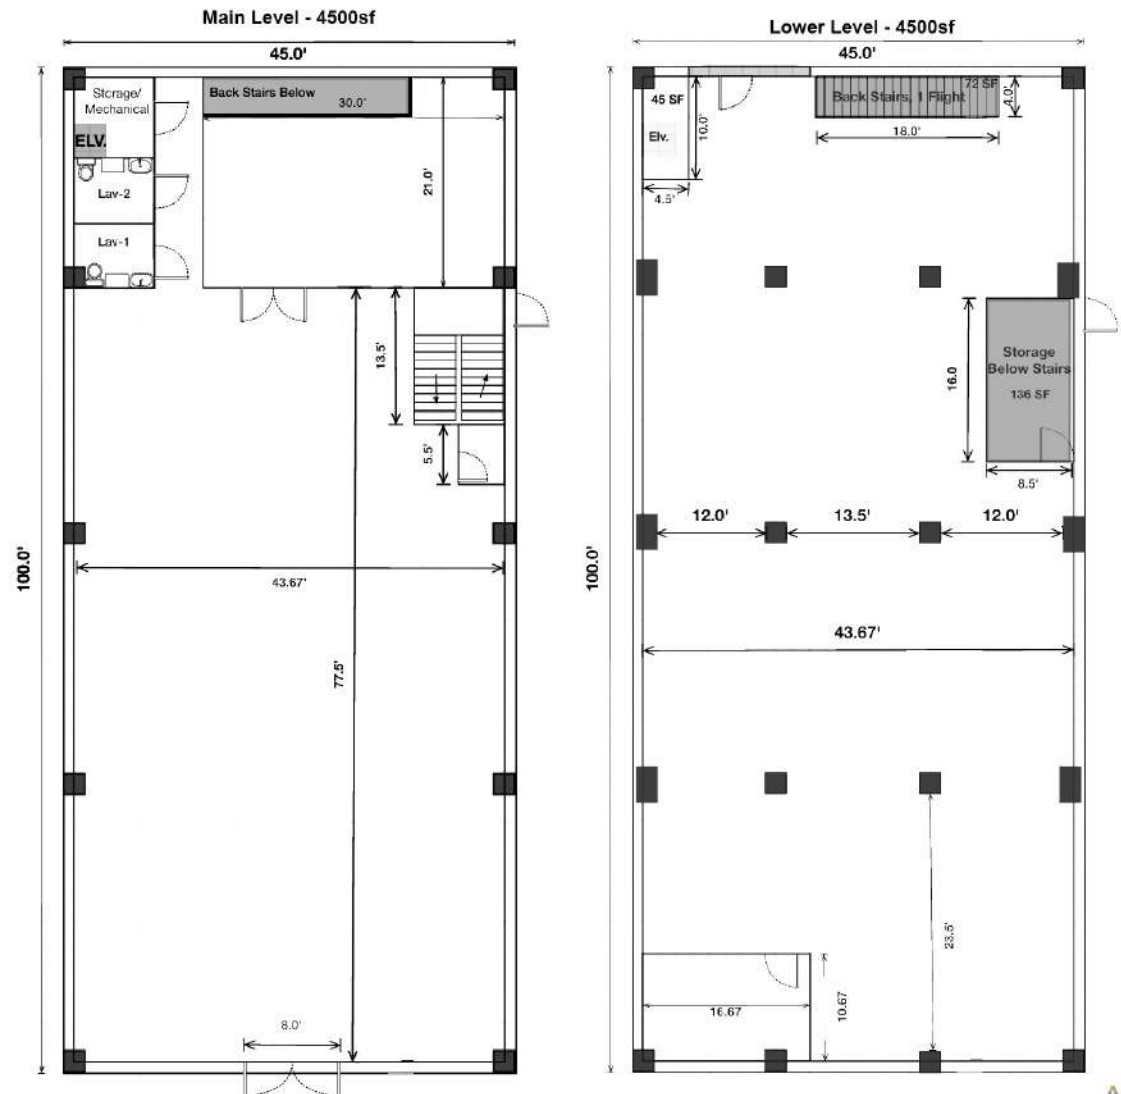 Main Level - 4500sf
45.0'
Storage/
Mechanical
ELV.
Lav-2
Lav-1
Back Stairs Below
30.0'
21.0'
13.5'
5.5'
100.0'
43.67'
77.5'
8.0'
Lower Level - 4500sf
45.0'
45 SF
Elv.
10.0'
4.5'
72 SF
Back Stairs, 1 Flight
4.0'
18.0'
16.0
Storage
Below Stairs
136 SF
8.5'
12.0'
13.5'
12.0'
100.0'
43.67'
23.5'
16.67
10.67